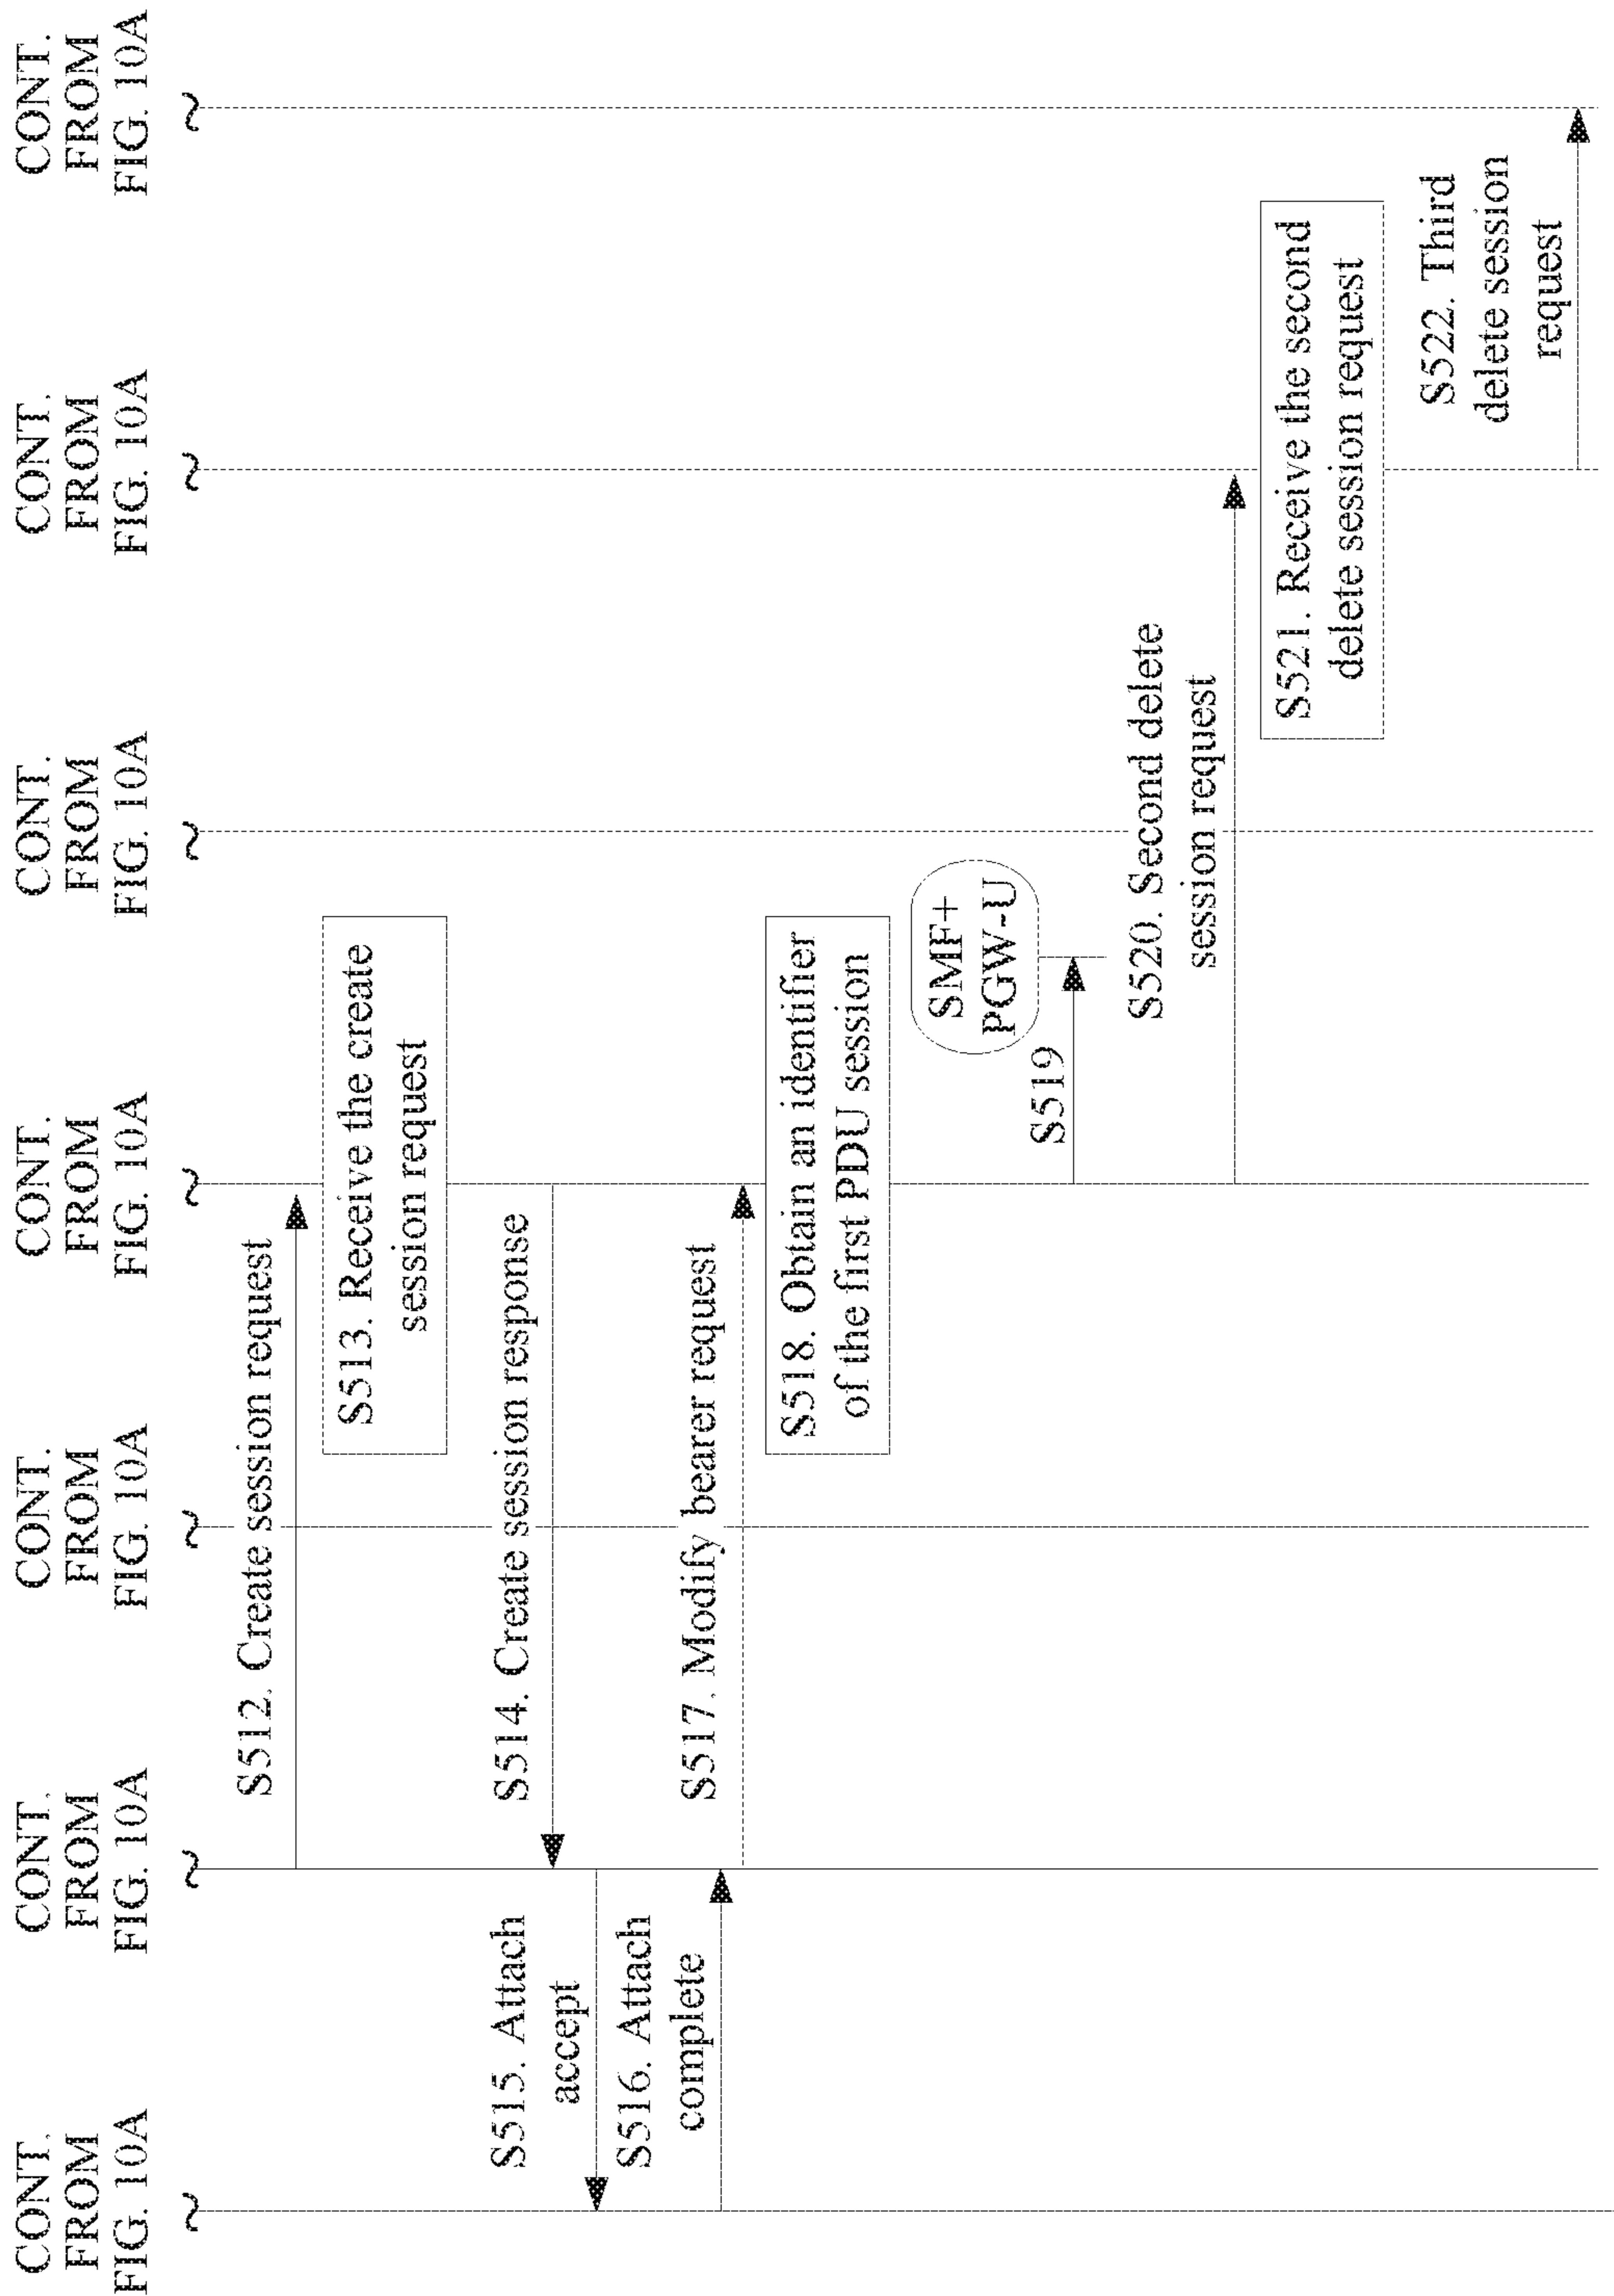 CONT.
FROM
FIG. 10A
CONT.
FROM
FIG. 10A
CONT.
FROM
FIG. 10A
CONT.
FROM
FIG. 10A
CONT.
FROM
FIG. 10A
CONT.
FROM
FIG. 10A
CONT.
FROM
FIG. 10A
S512. Create session request
S513. Receive the create
session request
S514. Create session response
S515. Attach
accept
S516. Attach
complete
S517. Modify bearer request
S518. Obtain an identifier
of the first PDU session
SMF+
PGW-U
S519
S520. Second delete
session request
S521. Receive the second
delete session request
S522. Third
delete session
request